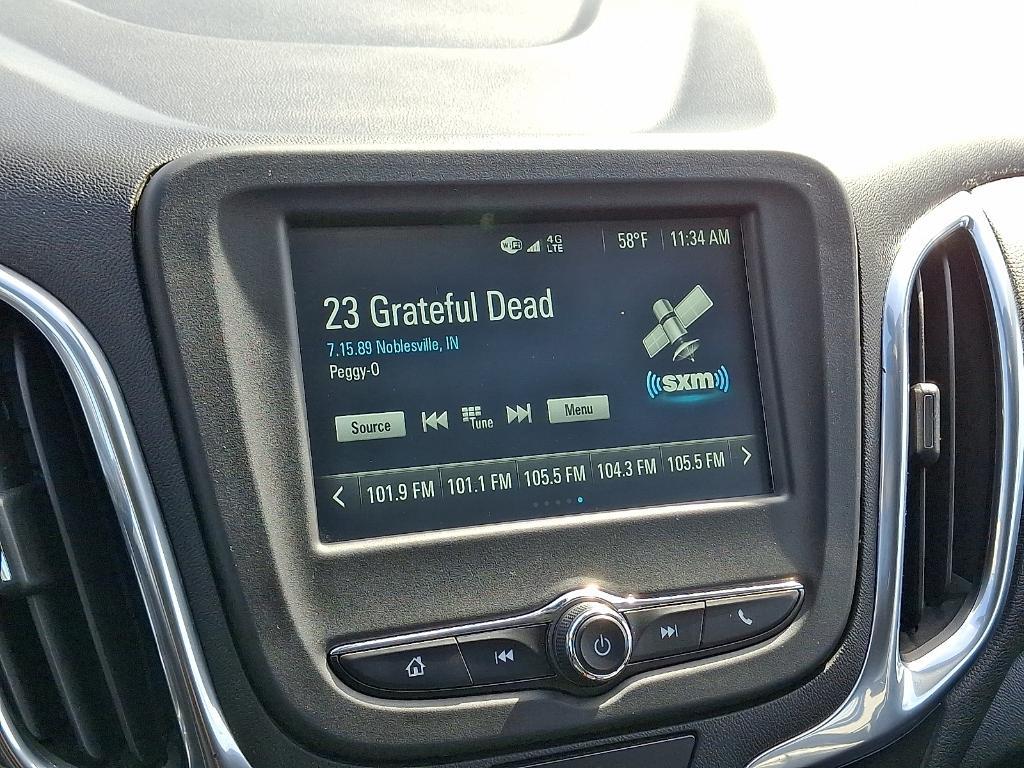 WiFi 4G LTE 58°F 11:34 AM
23 Grateful Dead
7.15.89 Noblesville, IN
Peggy-O
sxm
Source Tune Menu
101.9 FM 101.1 FM 105.5 FM 104.3 FM 105.5 FM